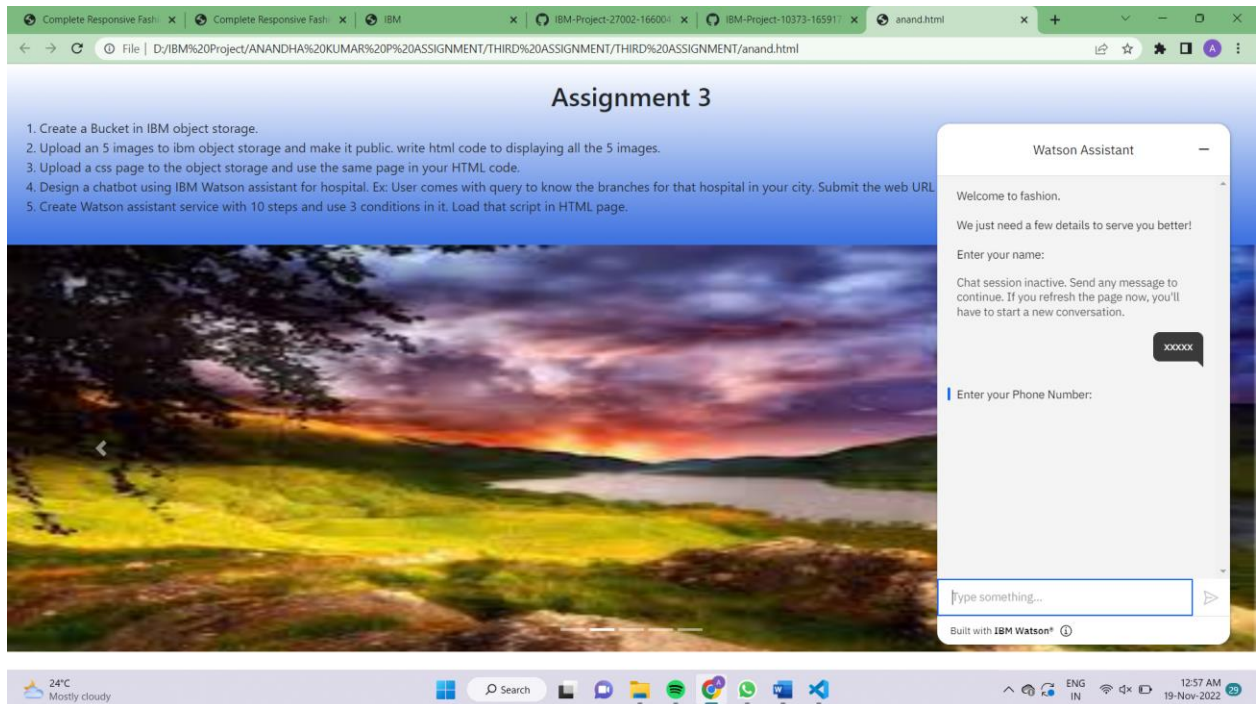 Complete Responsive Fashi
Complete Responsive Fashi
IBM
IBM-Project-27002-166004
IBM-Project-10373-165917
anand.html
File | D:/IBM%20Project/ANANDHA%20KUMAR%20P%20ASSIGNMENT/THIRD%20ASSIGNMENT/THIRD%20ASSIGNMENT/anand.html
A
Assignment 3
1. Create a Bucket in IBM object storage.
2. Upload an 5 images to ibm object storage and make it public. write html code to displaying all the 5 images.
3. Upload a css page to the object storage and use the same page in your HTML code.
4. Design a chatbot using IBM Watson assistant for hospital. Ex: User comes with query to know the branches for that hospital in your city. Submit the web URL
5. Create Watson assistant service with 10 steps and use 3 conditions in it. Load that script in HTML page.
Watson Assistant
Welcome to fashion.
We just need a few details to serve you better!
Enter your name:
Chat session inactive. Send any message to
continue. If you refresh the page now, you'll
have to start a new conversation.
xxxxx
Enter your Phone Number:
Type something...
Built with IBM Watson®
24°C
Mostly cloudy
Search
ENG
IN
12:57 AM
19-Nov-2022
29